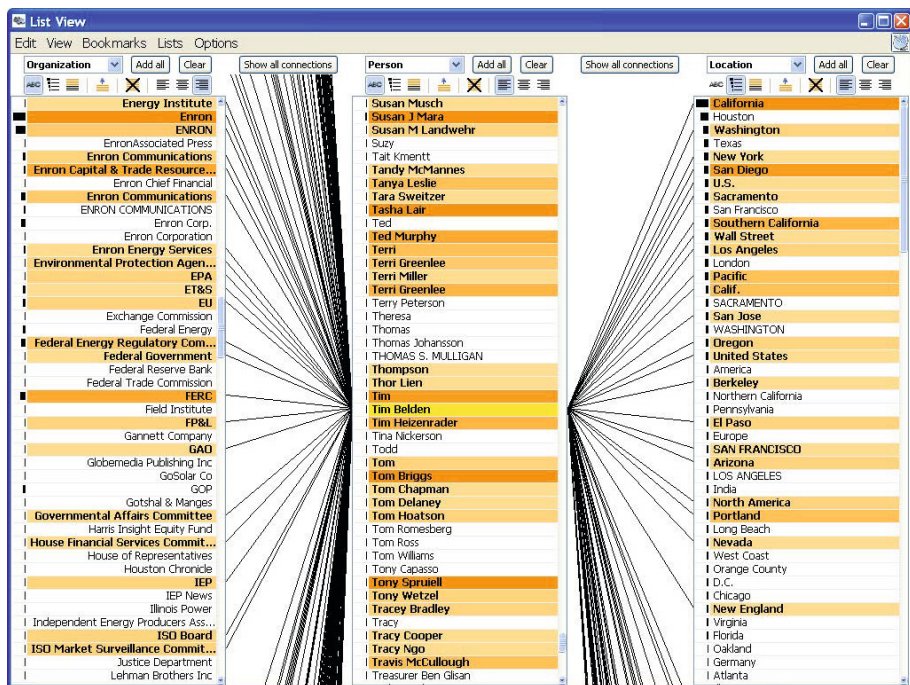 List View
Edit View Bookmarks Lists Options
Organization Add all Clear Show all connections Person Add all Clear Show all connections Location Add all Clear
ABC ABC ABC
Energy Institute
Enron
ENRON
EnronAssociated Press
Enron Communications
Enron Capital & Trade Resource...
Enron Chief Financial
Enron Communications
ENRON COMMUNICATIONS
Enron Corp.
Enron Corporation
Enron Energy Services
Environmental Protection Agen...
EPA
ET&S
EU
Exchange Commission
Federal Energy
Federal Energy Regulatory Com...
Federal Government
Federal Reserve Bank
Federal Trade Commission
FERC
Field Institute
FP&L
Gannett Company
GAO
Globemedia Publishing Inc
GoSolar Co
GOP
Gotshal & Manges
Governmental Affairs Committee
Harris Insight Equity Fund
House Financial Services Commit...
House of Representatives
Houston Chronicle
IEP
IEP News
Illinois Power
Independent Energy Producers Ass...
ISO Board
ISO Market Surveillance Commit...
Justice Department
Lehman Brothers Inc
Susan Musch
Susan J Mara
Susan M Landwehr
Suzy
Tait Kmentt
Tandy McMannes
Tanya Leslie
Tara Sweitzer
Tasha Lair
Ted
Ted Murphy
Terri
Terri Greenlee
Terri Miller
Terri Greenlee
Terry Peterson
Theresa
Thomas
Thomas Johansson
THOMAS S. MULLIGAN
Thompson
Thor Lien
Tim
Tim Belden
Tim Heizenrader
Tina Nickerson
Todd
Tom
Tom Briggs
Tom Chapman
Tom Delaney
Tom Hoatson
Tom Romesberg
Tom Ross
Tom Williams
Tony Capasso
Tony Spruiell
Tony Wetzel
Tracey Bradley
Tracy
Tracy Cooper
Tracy Ngo
Travis McCullough
Treasurer Ben Glisan
California
Houston
Washington
Texas
New York
San Diego
U.S.
Sacramento
San Francisco
Southern California
Wall Street
Los Angeles
London
Pacific
Calif.
SACRAMENTO
San Jose
WASHINGTON
Oregon
United States
America
Berkeley
Northern California
Pennsylvania
El Paso
Europe
SAN FRANCISCO
Arizona
LOS ANGELES
India
North America
Portland
Long Beach
Nevada
West Coast
Orange County
D.C.
Chicago
New England
Virginia
Florida
Oakland
Germany
Atlanta